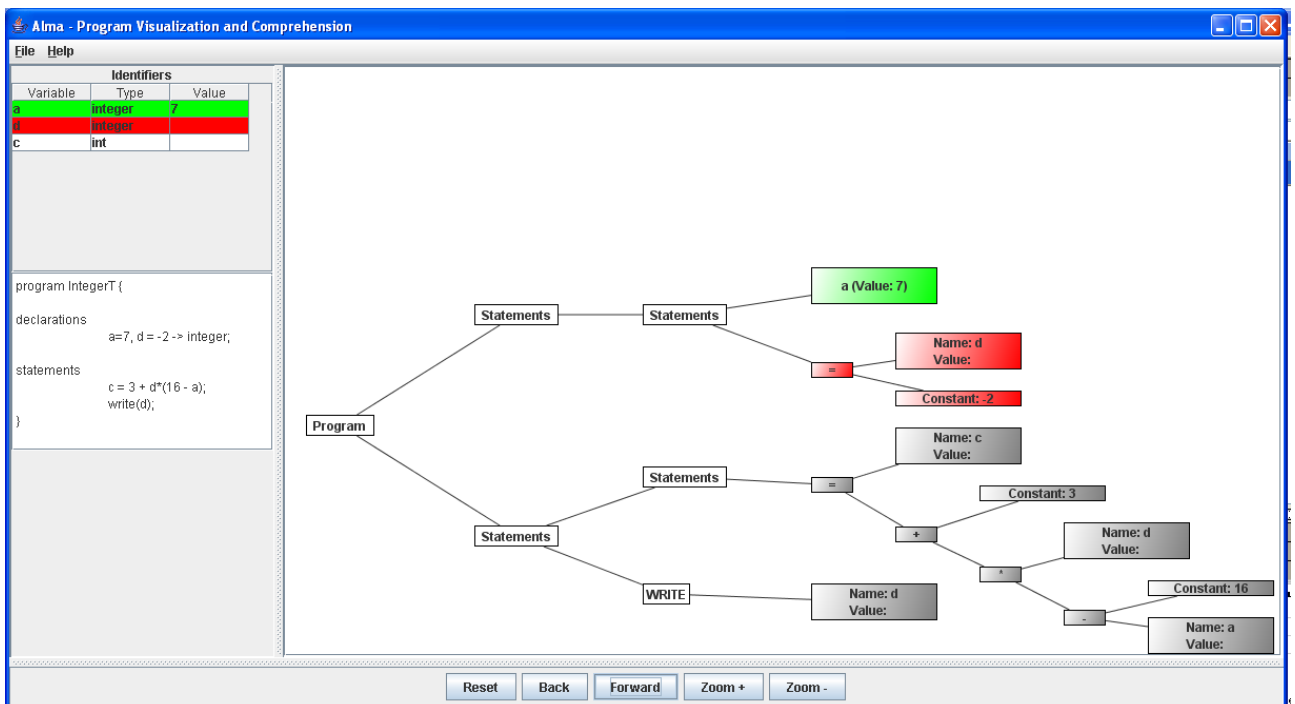 Alma - Program Visualization and Comprehension
File Help
Identifiers
Variable Type Value
a integer 7
d integer
c int
program IntegerT {
declarations
a=7, d = -2 -> integer;
statements
c = 3 + d*(16 - a);
write(d);
}
Program
Statements
Statements
a (Value: 7)
=
Name: d
Value:
Constant: -2
Statements
Statements
=
Name: c
Value:
+
Constant: 3
*
Name: d
Value:
-
Constant: 16
Name: a
Value:
WRITE
Name: d
Value:
Reset Back Forward Zoom + Zoom -